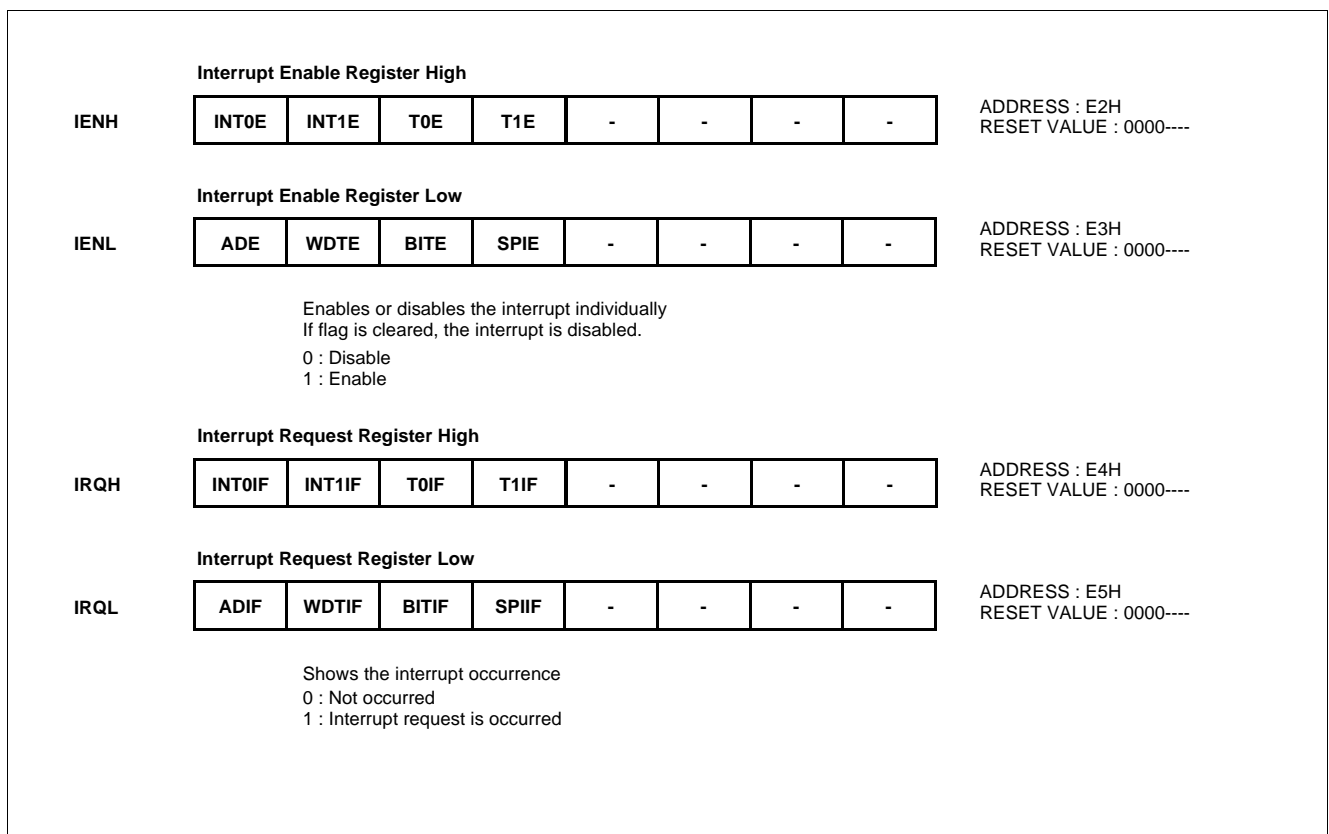 Interrupt Enable Register High
IENH INT0E INT1E T0E T1E - - - - ADDRESS : E2H
RESET VALUE : 0000----
Interrupt Enable Register Low
IENL ADE WDTE BITE SPIE - - - - ADDRESS : E3H
RESET VALUE : 0000----
Enables or disables the interrupt individually
If flag is cleared, the interrupt is disabled.
0 : Disable
1 : Enable
Interrupt Request Register High
IRQH INT0IF INT1IF T0IF T1IF - - - - ADDRESS : E4H
RESET VALUE : 0000----
Interrupt Request Register Low
IRQL ADIF WDTIF BITIF SPIIF - - - - ADDRESS : E5H
RESET VALUE : 0000----
Shows the interrupt occurrence
0 : Not occurred
1 : Interrupt request is occurred